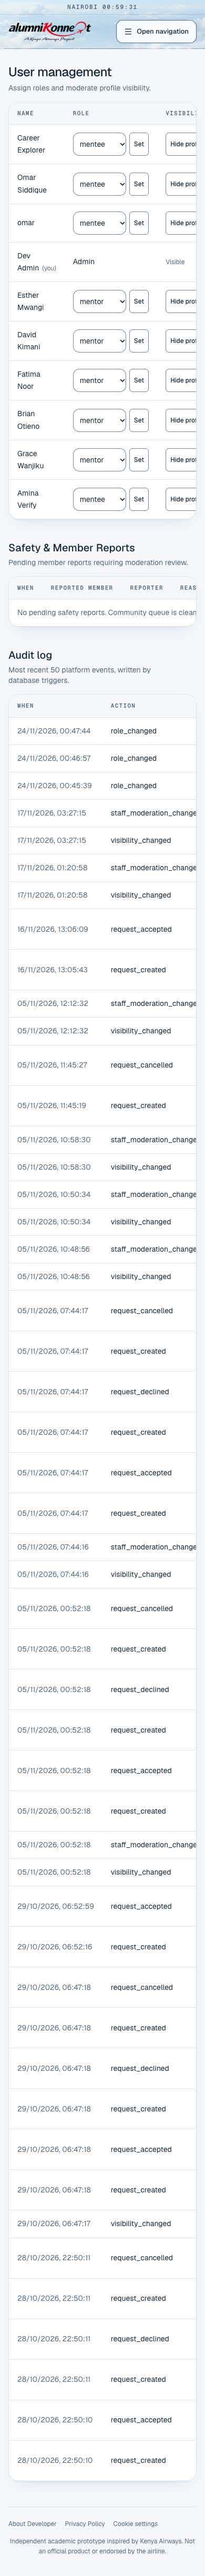 NAIROBI 00:59:31
alumniKonneqt
A Kenya Airways Project
Open navigation
User management
Assign roles and moderate profile visibility.
NAME ROLE VISIBILI
Career Explorer mentee Set Hide prof
Omar Siddique mentee Set Hide prof
omar mentee Set Hide prof
Dev Admin (you) Admin Visible
Esther Mwangi mentor Set Hide prof
David Kimani mentor Set Hide prof
Fatima Noor mentor Set Hide prof
Brian Otieno mentor Set Hide prof
Grace Wanjiku mentor Set Hide prof
Amina Verify mentee Set Hide prof
Safety & Member Reports
Pending member reports requiring moderation review.
WHEN REPORTED MEMBER REPORTER REAS
No pending safety reports. Community queue is clean
Audit log
Most recent 50 platform events, written by
database triggers.
WHEN ACTION
24/11/2026, 00:47:44 role_changed
24/11/2026, 00:46:57 role_changed
24/11/2026, 00:45:39 role_changed
17/11/2026, 03:27:15 staff_moderation_change
17/11/2026, 03:27:15 visibility_changed
17/11/2026, 01:20:58 staff_moderation_change
17/11/2026, 01:20:58 visibility_changed
16/11/2026, 13:06:09 request_accepted
16/11/2026, 13:05:43 request_created
05/11/2026, 12:12:32 staff_moderation_change
05/11/2026, 12:12:32 visibility_changed
05/11/2026, 11:45:27 request_cancelled
05/11/2026, 11:45:19 request_created
05/11/2026, 10:58:30 staff_moderation_change
05/11/2026, 10:58:30 visibility_changed
05/11/2026, 10:50:34 staff_moderation_change
05/11/2026, 10:50:34 visibility_changed
05/11/2026, 10:48:56 staff_moderation_change
05/11/2026, 10:48:56 visibility_changed
05/11/2026, 07:44:17 request_cancelled
05/11/2026, 07:44:17 request_created
05/11/2026, 07:44:17 request_declined
05/11/2026, 07:44:17 request_created
05/11/2026, 07:44:17 request_accepted
05/11/2026, 07:44:17 request_created
05/11/2026, 07:44:16 staff_moderation_change
05/11/2026, 07:44:16 visibility_changed
05/11/2026, 00:52:18 request_cancelled
05/11/2026, 00:52:18 request_created
05/11/2026, 00:52:18 request_declined
05/11/2026, 00:52:18 request_created
05/11/2026, 00:52:18 request_accepted
05/11/2026, 00:52:18 request_created
05/11/2026, 00:52:18 staff_moderation_change
05/11/2026, 00:52:18 visibility_changed
29/10/2026, 06:52:59 request_accepted
29/10/2026, 06:52:16 request_created
29/10/2026, 06:47:18 request_cancelled
29/10/2026, 06:47:18 request_created
29/10/2026, 06:47:18 request_declined
29/10/2026, 06:47:18 request_created
29/10/2026, 06:47:18 request_accepted
29/10/2026, 06:47:18 request_created
29/10/2026, 06:47:17 visibility_changed
28/10/2026, 22:50:11 request_cancelled
28/10/2026, 22:50:11 request_created
28/10/2026, 22:50:11 request_declined
28/10/2026, 22:50:11 request_created
28/10/2026, 22:50:10 request_accepted
28/10/2026, 22:50:10 request_created
About Developer Privacy Policy Cookie settings
Independent academic prototype inspired by Kenya Airways. Not
an official product or endorsed by the airline.